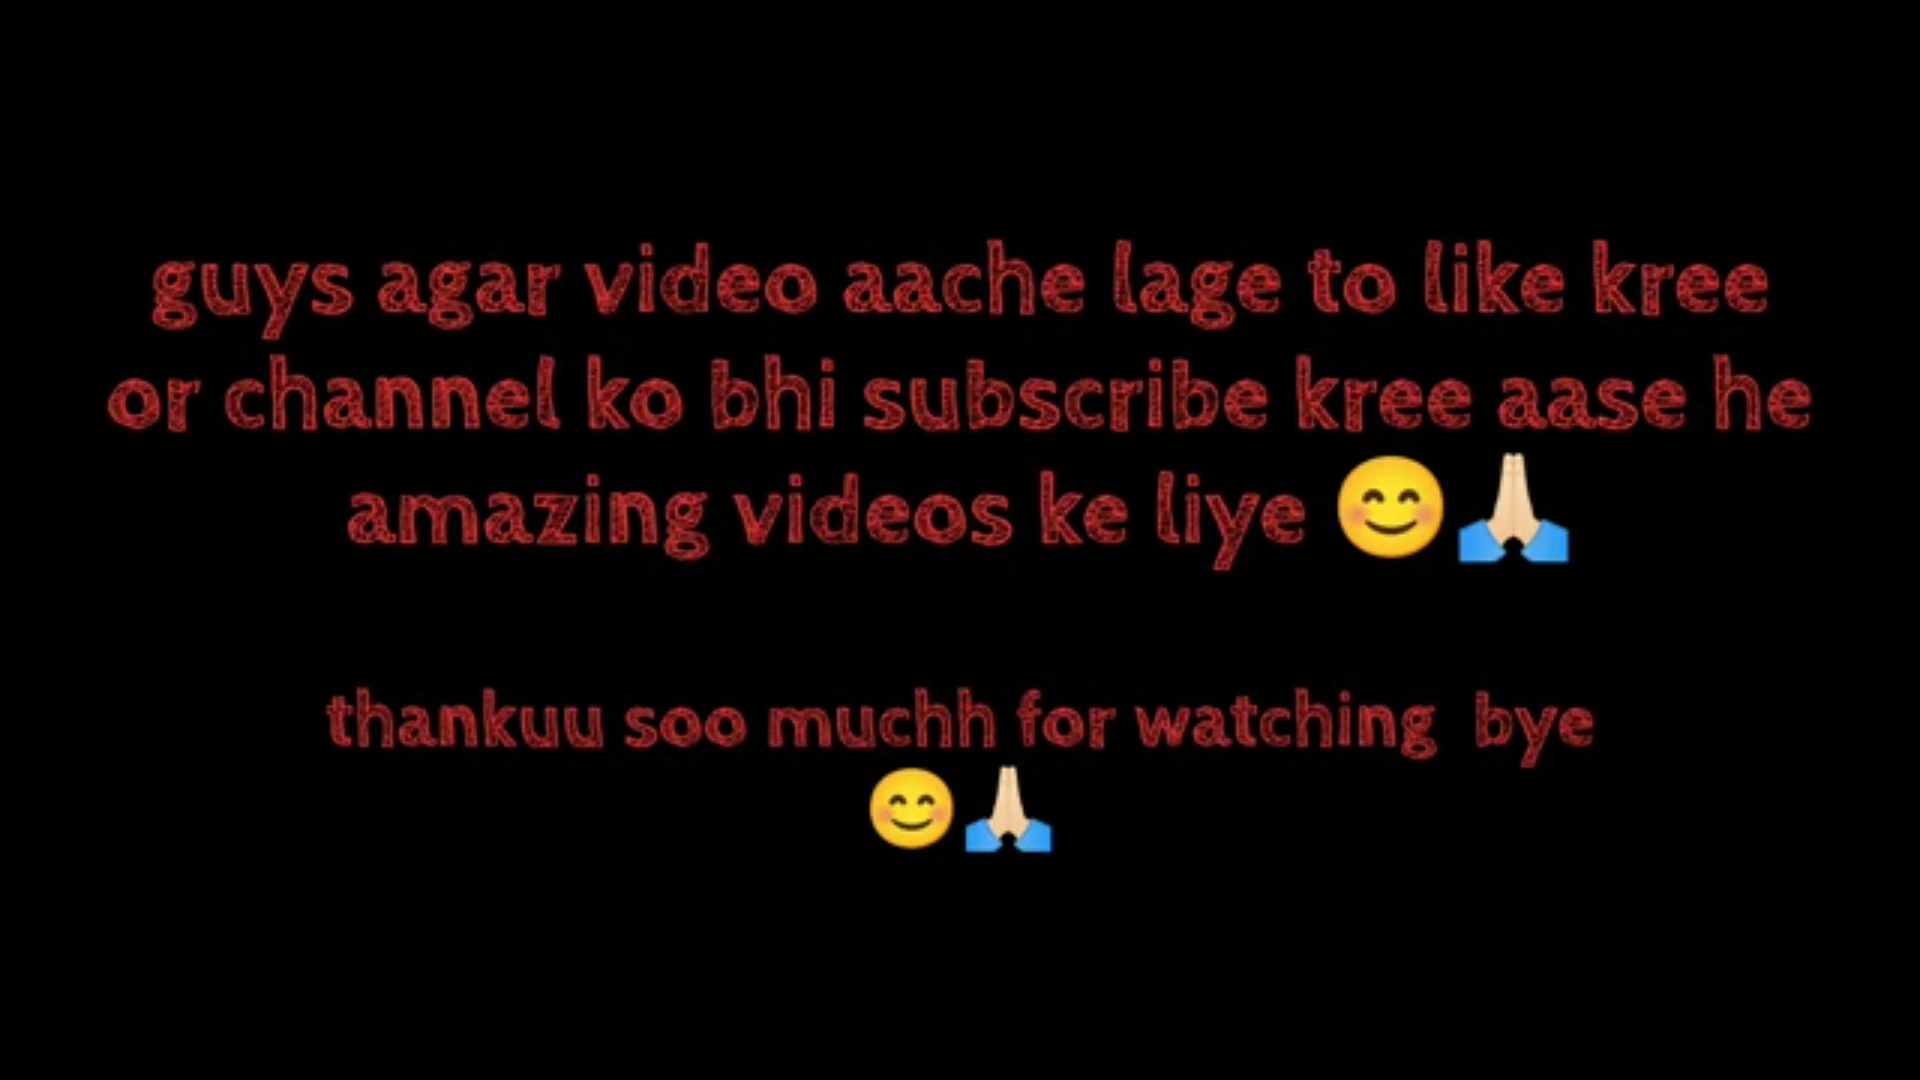 guys agar video aache lage to like kree
or channel ko bhi subscribe kree aase he
amazing videos ke liye 😊🙏🏻
thankuu soo muchh for watching  bye
😊🙏🏻